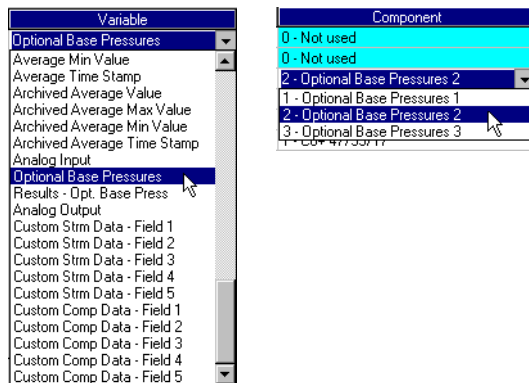 Variable
Optional Base Pressures
Average Min Value
Average Time Stamp
Archived Average Value
Archived Average Max Value
Archived Average Min Value
Archived Average Time Stamp
Analog Input
Optional Base Pressures
Results - Opt. Base Press
Analog Output
Custom Strm Data - Field 1
Custom Strm Data - Field 2
Custom Strm Data - Field 3
Custom Strm Data - Field 4
Custom Strm Data - Field 5
Custom Comp Data - Field 1
Custom Comp Data - Field 2
Custom Comp Data - Field 3
Custom Comp Data - Field 4
Custom Comp Data - Field 5
Component
0 - Not used
0 - Not used
2 - Optional Base Pressures 2
1 - Optional Base Pressures 1
2 - Optional Base Pressures 2
3 - Optional Base Pressures 3